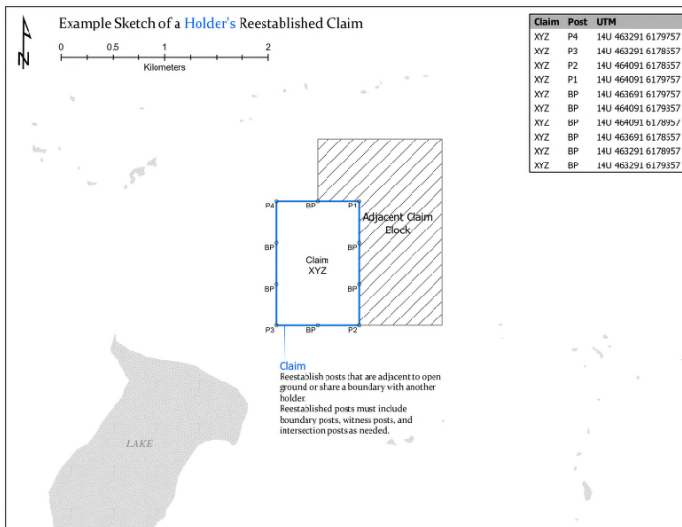 Example Sketch of a Holder's Reestablished Claim
0 0.5 1 2
Kilometers
N
Claim Post UTM
XYZ P4 14U 463291 6179757
XYZ P3 14U 463291 6178557
XYZ P2 14U 464091 6178557
XYZ P1 14U 464091 6179757
XYZ BP 14U 463691 6179757
XYZ BP 14U 464091 6179357
XYZ BP 14U 464091 6178957
XYZ BP 14U 463691 6178557
XYZ BP 14U 463291 6178957
XYZ BP 14U 463291 6179357
P4 BP P1
Adjacent Claim
Block
BP BP
Claim
XYZ
BP BP
P3 BP P2
Claim
Reestablish posts that are adjacent to open
ground or share a boundary with another
holder.
Reestablished posts must include
boundary posts, witness posts, and
intersection posts as needed.
LAKE